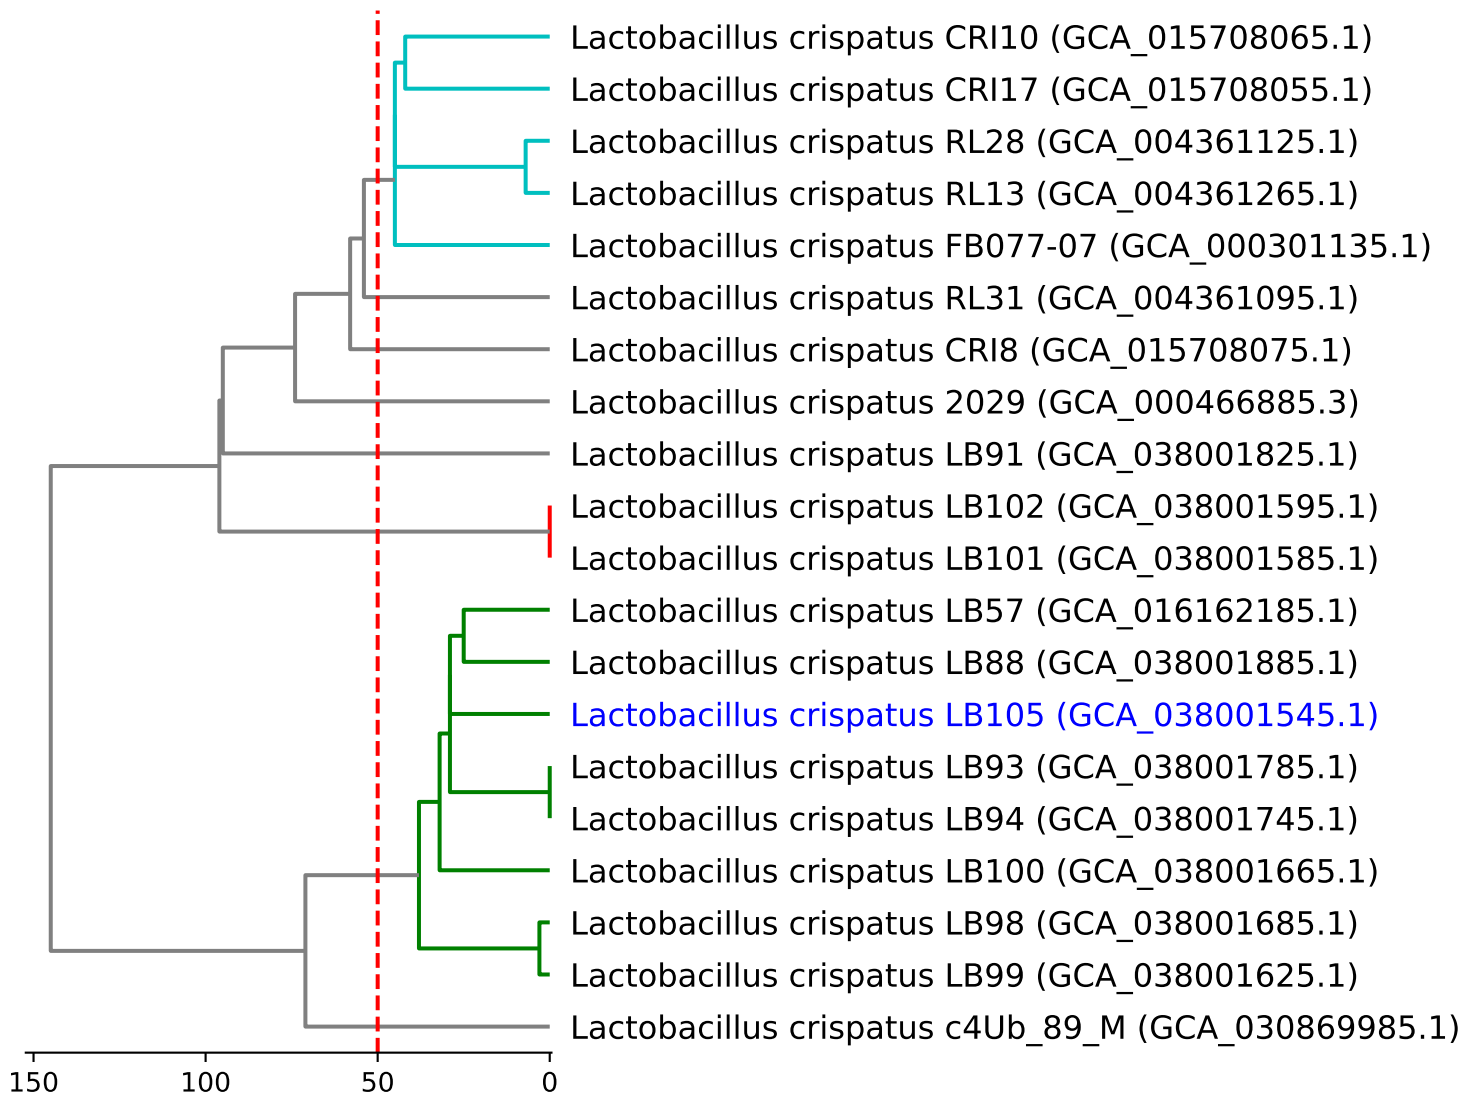 Lactobacillus crispatus CRI10 (GCA_015708065.1)
Lactobacillus crispatus CRI17 (GCA_015708055.1)
Lactobacillus crispatus RL28 (GCA_004361125.1)
Lactobacillus crispatus RL13 (GCA_004361265.1)
Lactobacillus crispatus FB077-07 (GCA_000301135.1)
Lactobacillus crispatus RL31 (GCA_004361095.1)
Lactobacillus crispatus CRI8 (GCA_015708075.1)
Lactobacillus crispatus 2029 (GCA_000466885.3)
Lactobacillus crispatus LB91 (GCA_038001825.1)
Lactobacillus crispatus LB102 (GCA_038001595.1)
Lactobacillus crispatus LB101 (GCA_038001585.1)
Lactobacillus crispatus LB57 (GCA_016162185.1)
Lactobacillus crispatus LB88 (GCA_038001885.1)
Lactobacillus crispatus LB105 (GCA_038001545.1)
Lactobacillus crispatus LB93 (GCA_038001785.1)
Lactobacillus crispatus LB94 (GCA_038001745.1)
Lactobacillus crispatus LB100 (GCA_038001665.1)
Lactobacillus crispatus LB98 (GCA_038001685.1)
Lactobacillus crispatus LB99 (GCA_038001625.1)
Lactobacillus crispatus c4Ub_89_M (GCA_030869985.1)
150 100 50 0